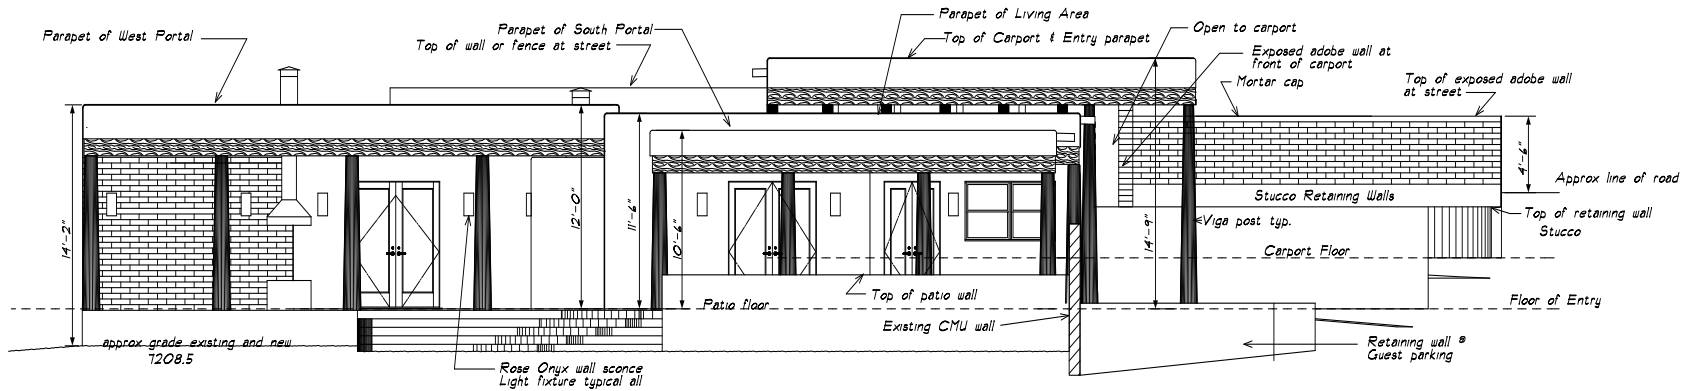 Parapet of Living Area
Parapet of West Portal
Parapet of South Portal
Top of wall or fence at street
Top of Carport & Entry parapet
Open to carport
Exposed adobe wall at
front of carport
Mortar cap
Top of exposed adobe wall
at street
14'-2"
12'-0"
11'-6"
10'-6"
14'-9"
4'-6"
Approx line of road
Stucco Retaining Walls
Top of retaining wall
Stucco
Viga post typ.
Carport Floor
Top of patio wall
Patio floor
Floor of Entry
Existing CMU wall
approx grade existing and new
7208.5
Rose Onyx wall sconce
Light fixture typical all
Retaining wall @
Guest parking